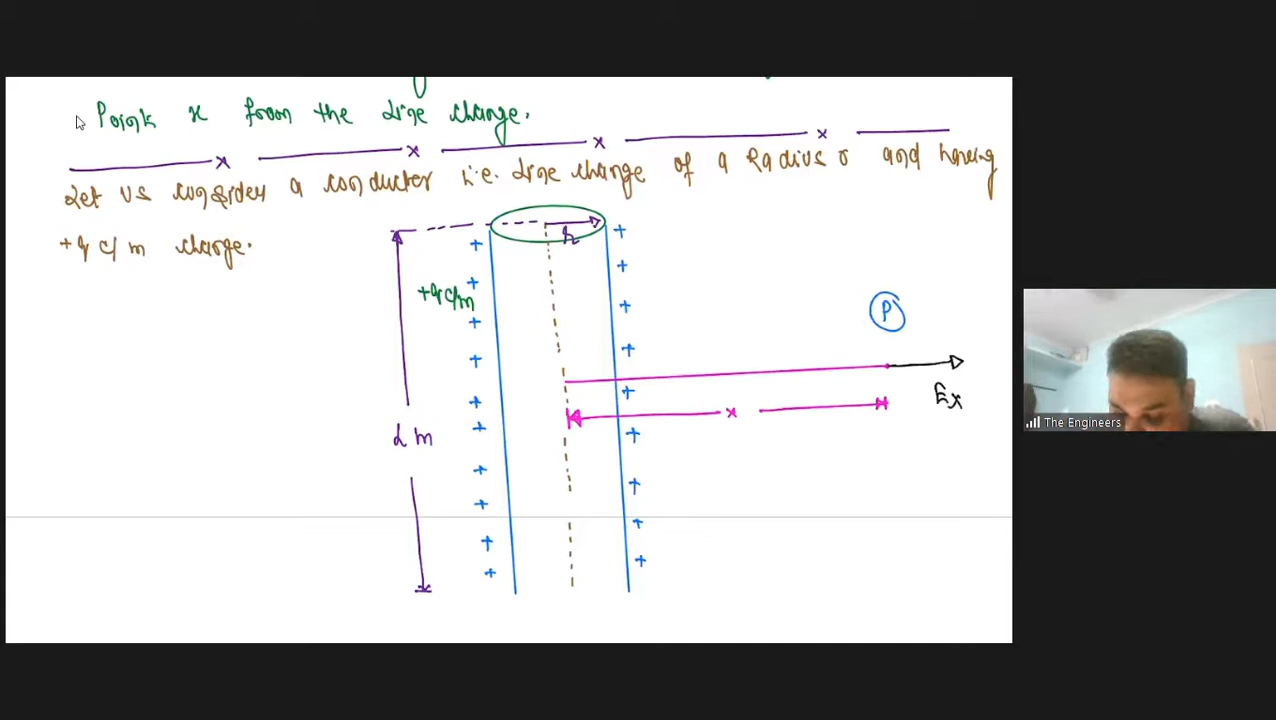 Point x from the line charge.
Let us consider a conductor i.e. line charge of a Radius r and having
+q c/m charge.
r
+q c/m
P
Ex
x
L m
The Engineers